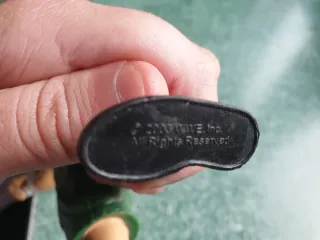 © 2003 WWE, Inc.
All Rights Reserved